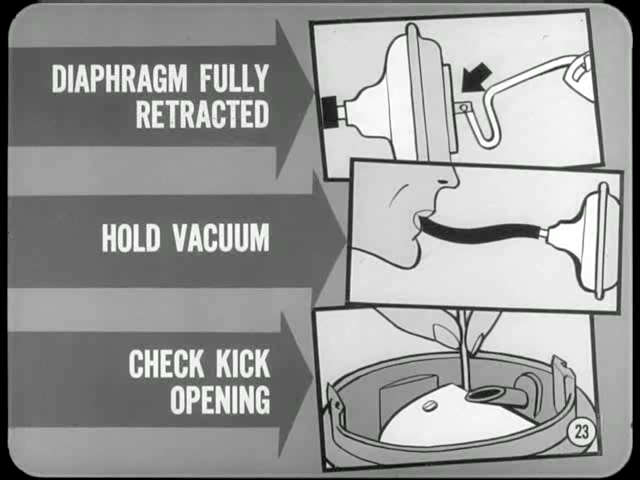 DIAPHRAGM FULLY
RETRACTED
HOLD VACUUM
CHECK KICK
OPENING
23